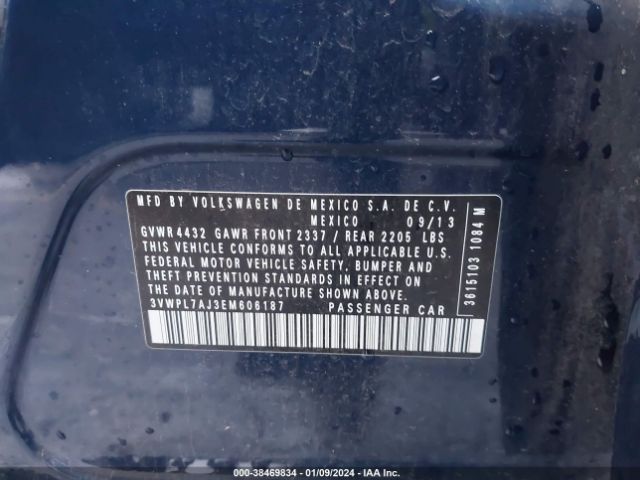 MFD BY VOLKSWAGEN DE MEXICO S.A. DE C.V.
MEXICO 09/13
GVWR 4432 GAWR FRONT 2337 / REAR 2205 LBS
THIS VEHICLE CONFORMS TO ALL APPLICABLE U.S.
FEDERAL MOTOR VEHICLE SAFETY, BUMPER AND
THEFT PREVENTION STANDARDS IN EFFECT ON
THE DATE OF MANUFACTURE SHOWN ABOVE.
3VWPL7AJ3EM606187 PASSENGER CAR
3615103 1084 M
000-38469834 - 01/09/2024 - IAA Inc.